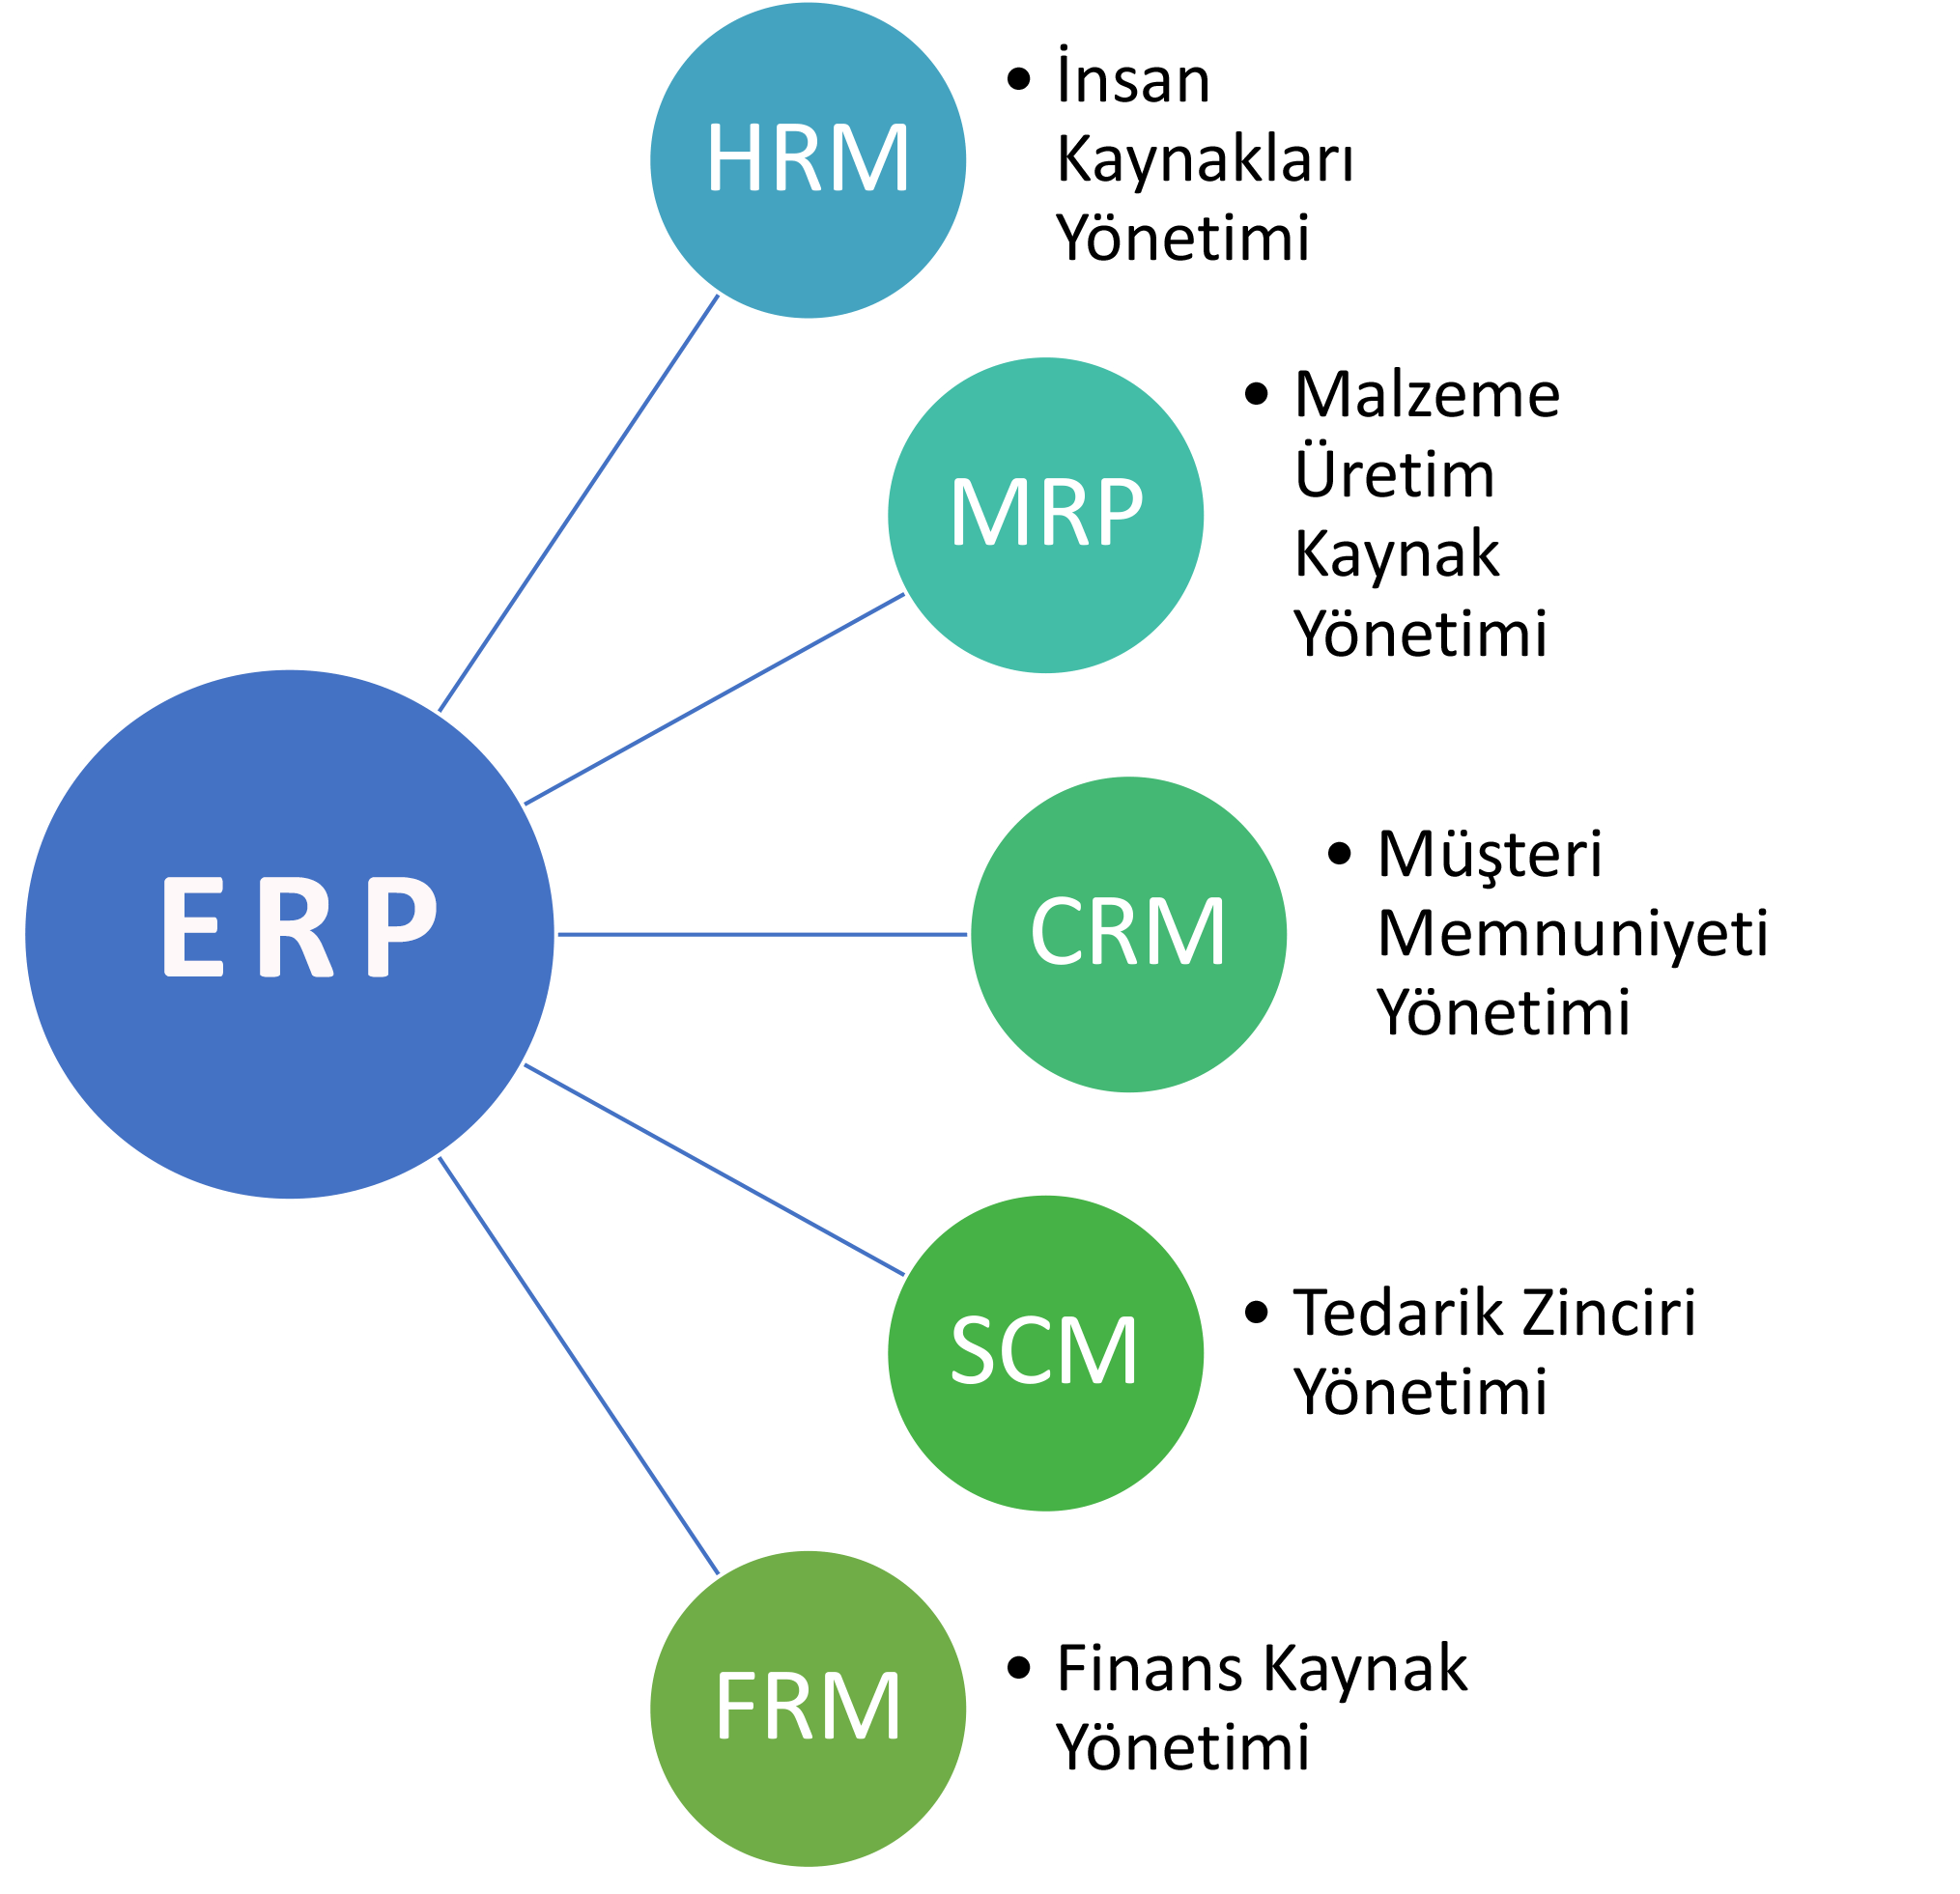 HRM
• İnsan
Kaynakları
Yönetimi
MRP
• Malzeme
Üretim
Kaynak
Yönetimi
ERP
CRM
• Müşteri
Memnuniyeti
Yönetimi
SCM
• Tedarik Zinciri
Yönetimi
FRM
• Finans Kaynak
Yönetimi